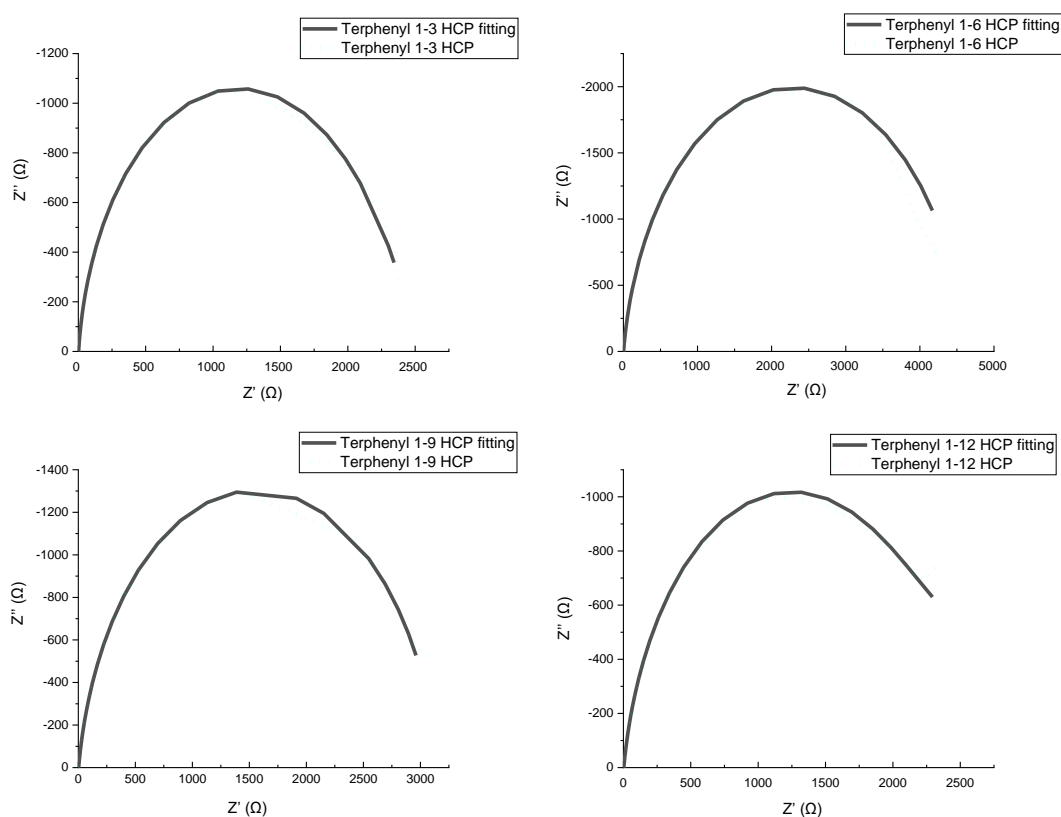 Terphenyl 1-3 HCP fitting
Terphenyl 1-3 HCP
-1200
-1000
-800
-600
-400
-200
0
Z'' (Ω)
0 500 1000 1500 2000 2500
Z' (Ω)
Terphenyl 1-6 HCP fitting
Terphenyl 1-6 HCP
-2000
-1500
-1000
-500
0
Z'' (Ω)
0 1000 2000 3000 4000 5000
Z' (Ω)
Terphenyl 1-9 HCP fitting
Terphenyl 1-9 HCP
-1400
-1200
-1000
-800
-600
-400
-200
0
Z'' (Ω)
0 500 1000 1500 2000 2500 3000
Z' (Ω)
Terphenyl 1-12 HCP fitting
Terphenyl 1-12 HCP
-1000
-800
-600
-400
-200
0
Z'' (Ω)
0 500 1000 1500 2000 2500
Z' (Ω)